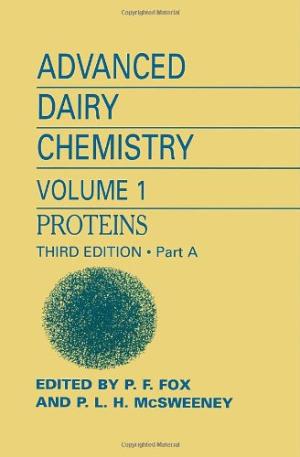 ADVANCED
DAIRY
CHEMISTRY
VOLUME 1
PROTEINS
THIRD EDITION • Part A
EDITED BY P. F. FOX
AND P. L. H. McSWEENEY